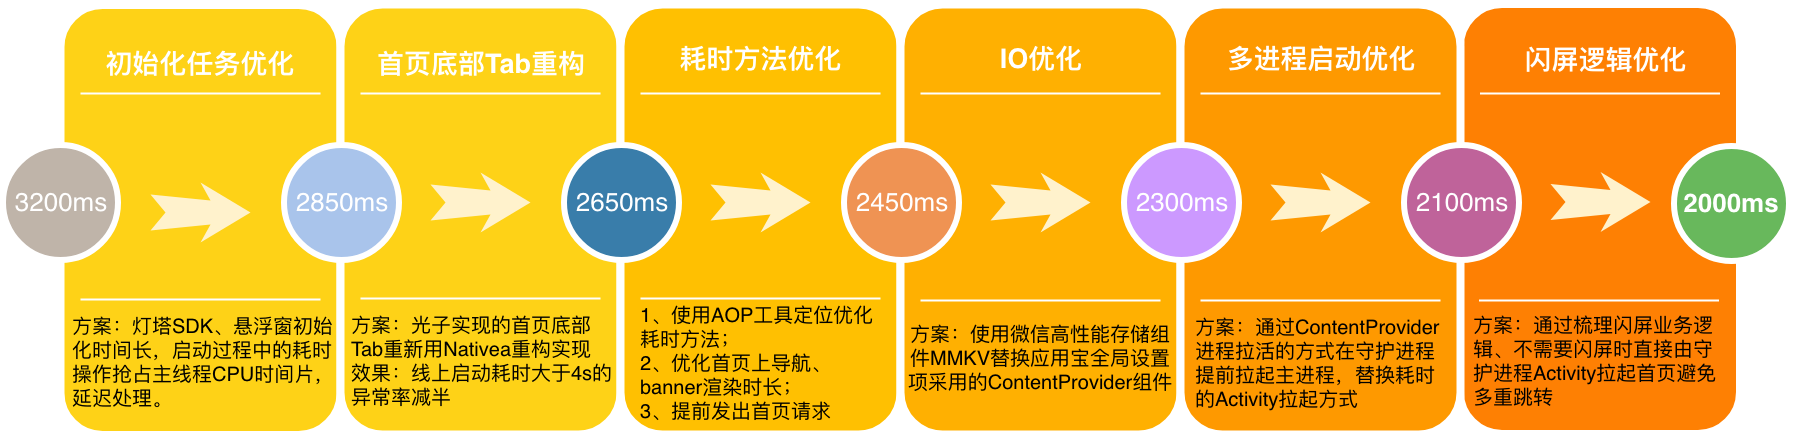 初始化任务优化
3200ms
方案：灯塔SDK、悬浮窗初始
化时间长，启动过程中的耗时
操作抢占主线程CPU时间片，
延迟处理。
首页底部Tab重构
2850ms
方案：光子实现的首页底部
Tab重新用Nativea重构实现
效果：线上启动耗时大于4s的
异常率减半
耗时方法优化
2650ms
1、使用AOP工具定位优化
耗时方法；
2、优化首页上导航、
banner渲染时长；
3、提前发出首页请求
IO优化
2450ms
方案：使用微信高性能存储组
件MMKV替换应用宝全局设置
项采用的ContentProvider组件
多进程启动优化
2300ms
方案：通过ContentProvider
进程拉活的方式在守护进程
提前拉起主进程，替换耗时
的Activity拉起方式
闪屏逻辑优化
2100ms
方案：通过梳理闪屏业务逻
辑、不需要闪屏时直接由守
护进程Activity拉起首页避免
多重跳转
2000ms